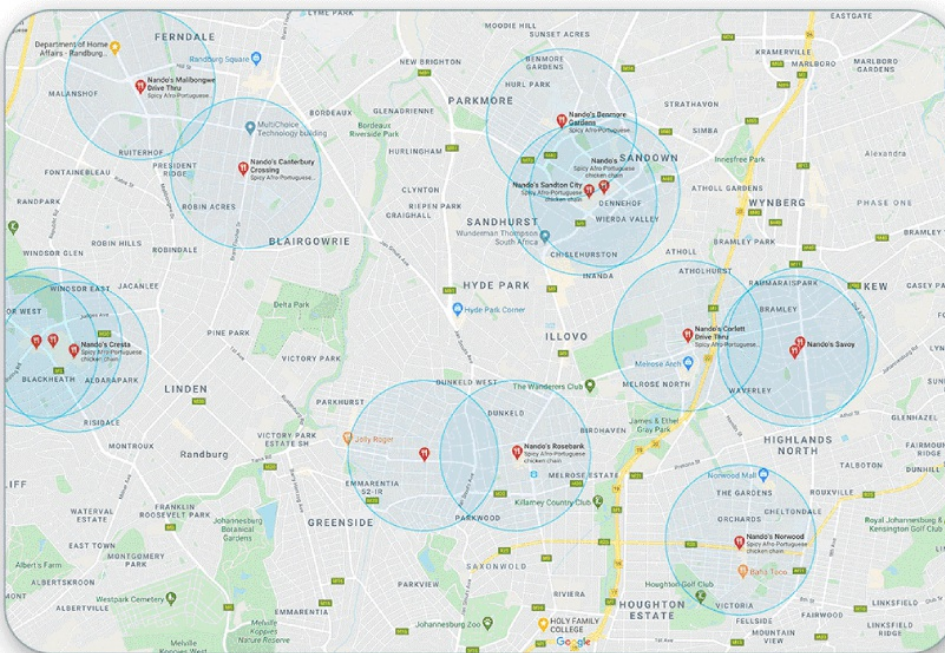 LYME PARK
EASTGATE
MOODIE HILL
SUNSET ACRES
FERNDALE
Department of Home
Affairs - Randburg...
Randburg Square
KRAMERVILLE
MARLBORO
MARLBORO
GARDENS
NEW BRIGHTON
BENMORE
GARDENS
HURL PARK
Nando's Malibongwe
Drive Thru
Spicy Afro-Portuguese
MALANSHOF
PARKMORE
STRATHAVON
BORDEAUX
GLENADRIENNE
Nando's Benmore
Gardens
Spicy Afro-Portuguese
MultiChoice
Technology building
Bordeaux
Riverside Park
SIMBA
HURLINGHAM
RUITERHOF
PRESIDENT
RIDGE
FONTAINEBLEAU
Nando's Canterbury
Crossing
Spicy Afro-Portuguese...
Nando's
Spicy Afro-Portuguese
chicken chain
SANDOWN
Innesfree Park
Alexandra
CLYNTON
Nando's Sandton City
Spicy Afro-Portuguese
chicken chain
DENNEHOF
ATHOLL GARDENS
WYNBERG
PHASE ONE
RANDPARK
ROBIN ACRES
RIEPEN PARK
CRAIGHALL
SANDHURST
WIERDA VALLEY
Wunderman Thompson
South Africa
BRAMLEY PARK
ROBIN HILLS
ROBINDALE
BLAIRGOWRIE
WINDSOR GLEN
CHISLEHURSTON
ATHOLL
INANDA
ATHOLHURST
RAUMARAISPARK
KEW
WINDSOR EAST
JACANLEE
HYDE PARK
Delta Park
Hyde Park Corner
BRAMLEY
PINE PARK
ILLOVO
Nando's Corlett
Drive Thru
Spicy Afro-Portuguese...
Nando's Savoy
Nando's Cresta
Spicy Afro-Portuguese
chicken chain
BLACKHEATH
ALDARAPARK
VICTORY PARK
Melrose Arch
MELROSE NORTH
LINDEN
DUNKELD WEST
The Wanderers Club
WAVERLEY
PARKHURST
DUNKELD
RISIDALE
BIRDHAVEN
James & Ethel
Gray Park
GLENHAZEL
MONTROUX
VICTORY PARK
ESTATE SH
Jolly Roger
Nando's Rosebank
Spicy Afro-Portuguese
chicken chain
HIGHLANDS
NORTH
Randburg
TALBOTON
MELROSE ESTATE
Norwood Mall
EMMARENTIA
THE GARDENS
ROUXVILLE
Killarney Country Club
CHELTONDALE
WATERVAL
ESTATE
FRANKLIN
ROOSEVELT PARK
Johannesburg
Botanical
Gardens
GREENSIDE
PARKWOOD
ORCHARDS
Royal Johannesburg &
Kensington Golf Club
EAST TOWN
MONTGOMERY
PARK
Nando's Norwood
Spicy Afro-Portuguese
chicken chain
Albert's Farm
SAXONWOLD
ALBERTSKROON
PARKVIEW
Houghton Golf Club
RIVIERA
ALBERTVILLE
Westpark Cemetery
HOUGHTON
ESTATE
VICTORIA
LINKSFIELD
EMMARENTIA
FELLSIDE
FAIRWOOD
Johannesburg Zoo
HOLY FAMILY
COLLEGE
MOUNTAIN
VIEW
LINKSFIELD
RIDGE
Melville
Koppies
Nature Reserve
Melville
Koppies West
Google